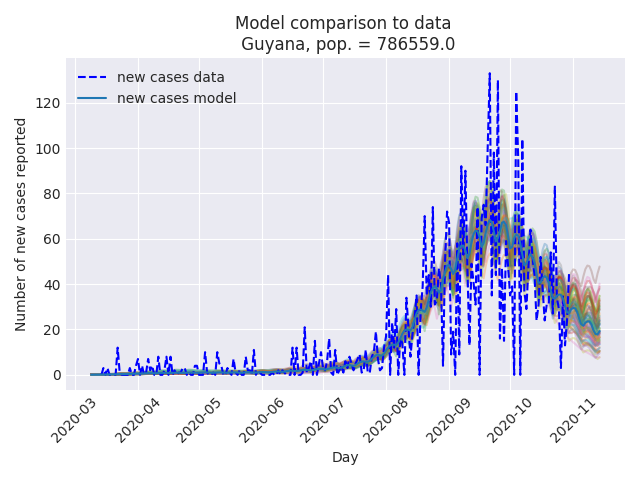 Model comparison to data
Guyana, pop. = 786559.0
new cases data
new cases model
Number of new cases reported
120
100
80
60
40
20
0
2020-03
2020-04
2020-05
2020-06
2020-07
2020-08
2020-09
2020-10
2020-11
Day